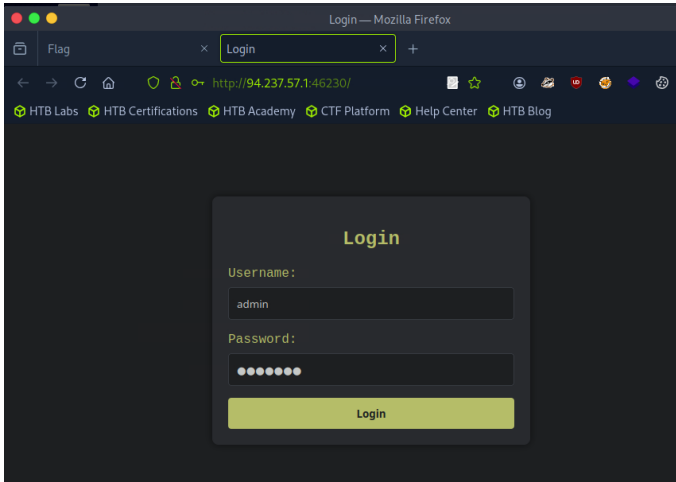 Login — Mozilla Firefox
Flag × Login × +
http://94.237.57.1:46230/
HTB Labs HTB Certifications HTB Academy CTF Platform Help Center HTB Blog
Login
Username:
admin
Password:
●●●●●●●
Login